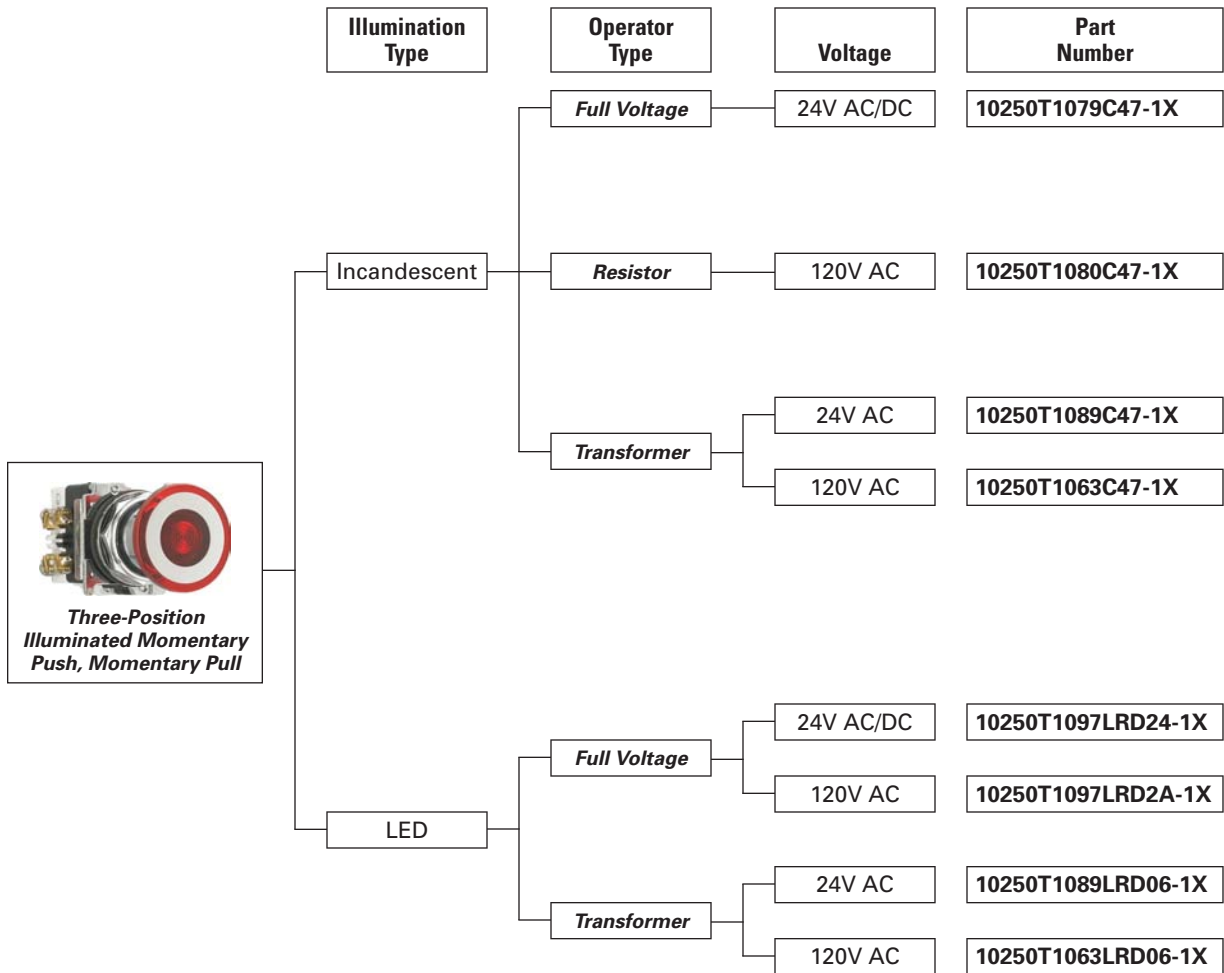 Illumination
Type
Operator
Type
Voltage
Part
Number
Full Voltage
24V AC/DC
10250T1079C47-1X
Incandescent
Resistor
120V AC
10250T1080C47-1X
24V AC
10250T1089C47-1X
Transformer
120V AC
10250T1063C47-1X
Three-Position
Illuminated Momentary
Push, Momentary Pull
24V AC/DC
10250T1097LRD24-1X
Full Voltage
120V AC
10250T1097LRD2A-1X
LED
24V AC
10250T1089LRD06-1X
Transformer
120V AC
10250T1063LRD06-1X